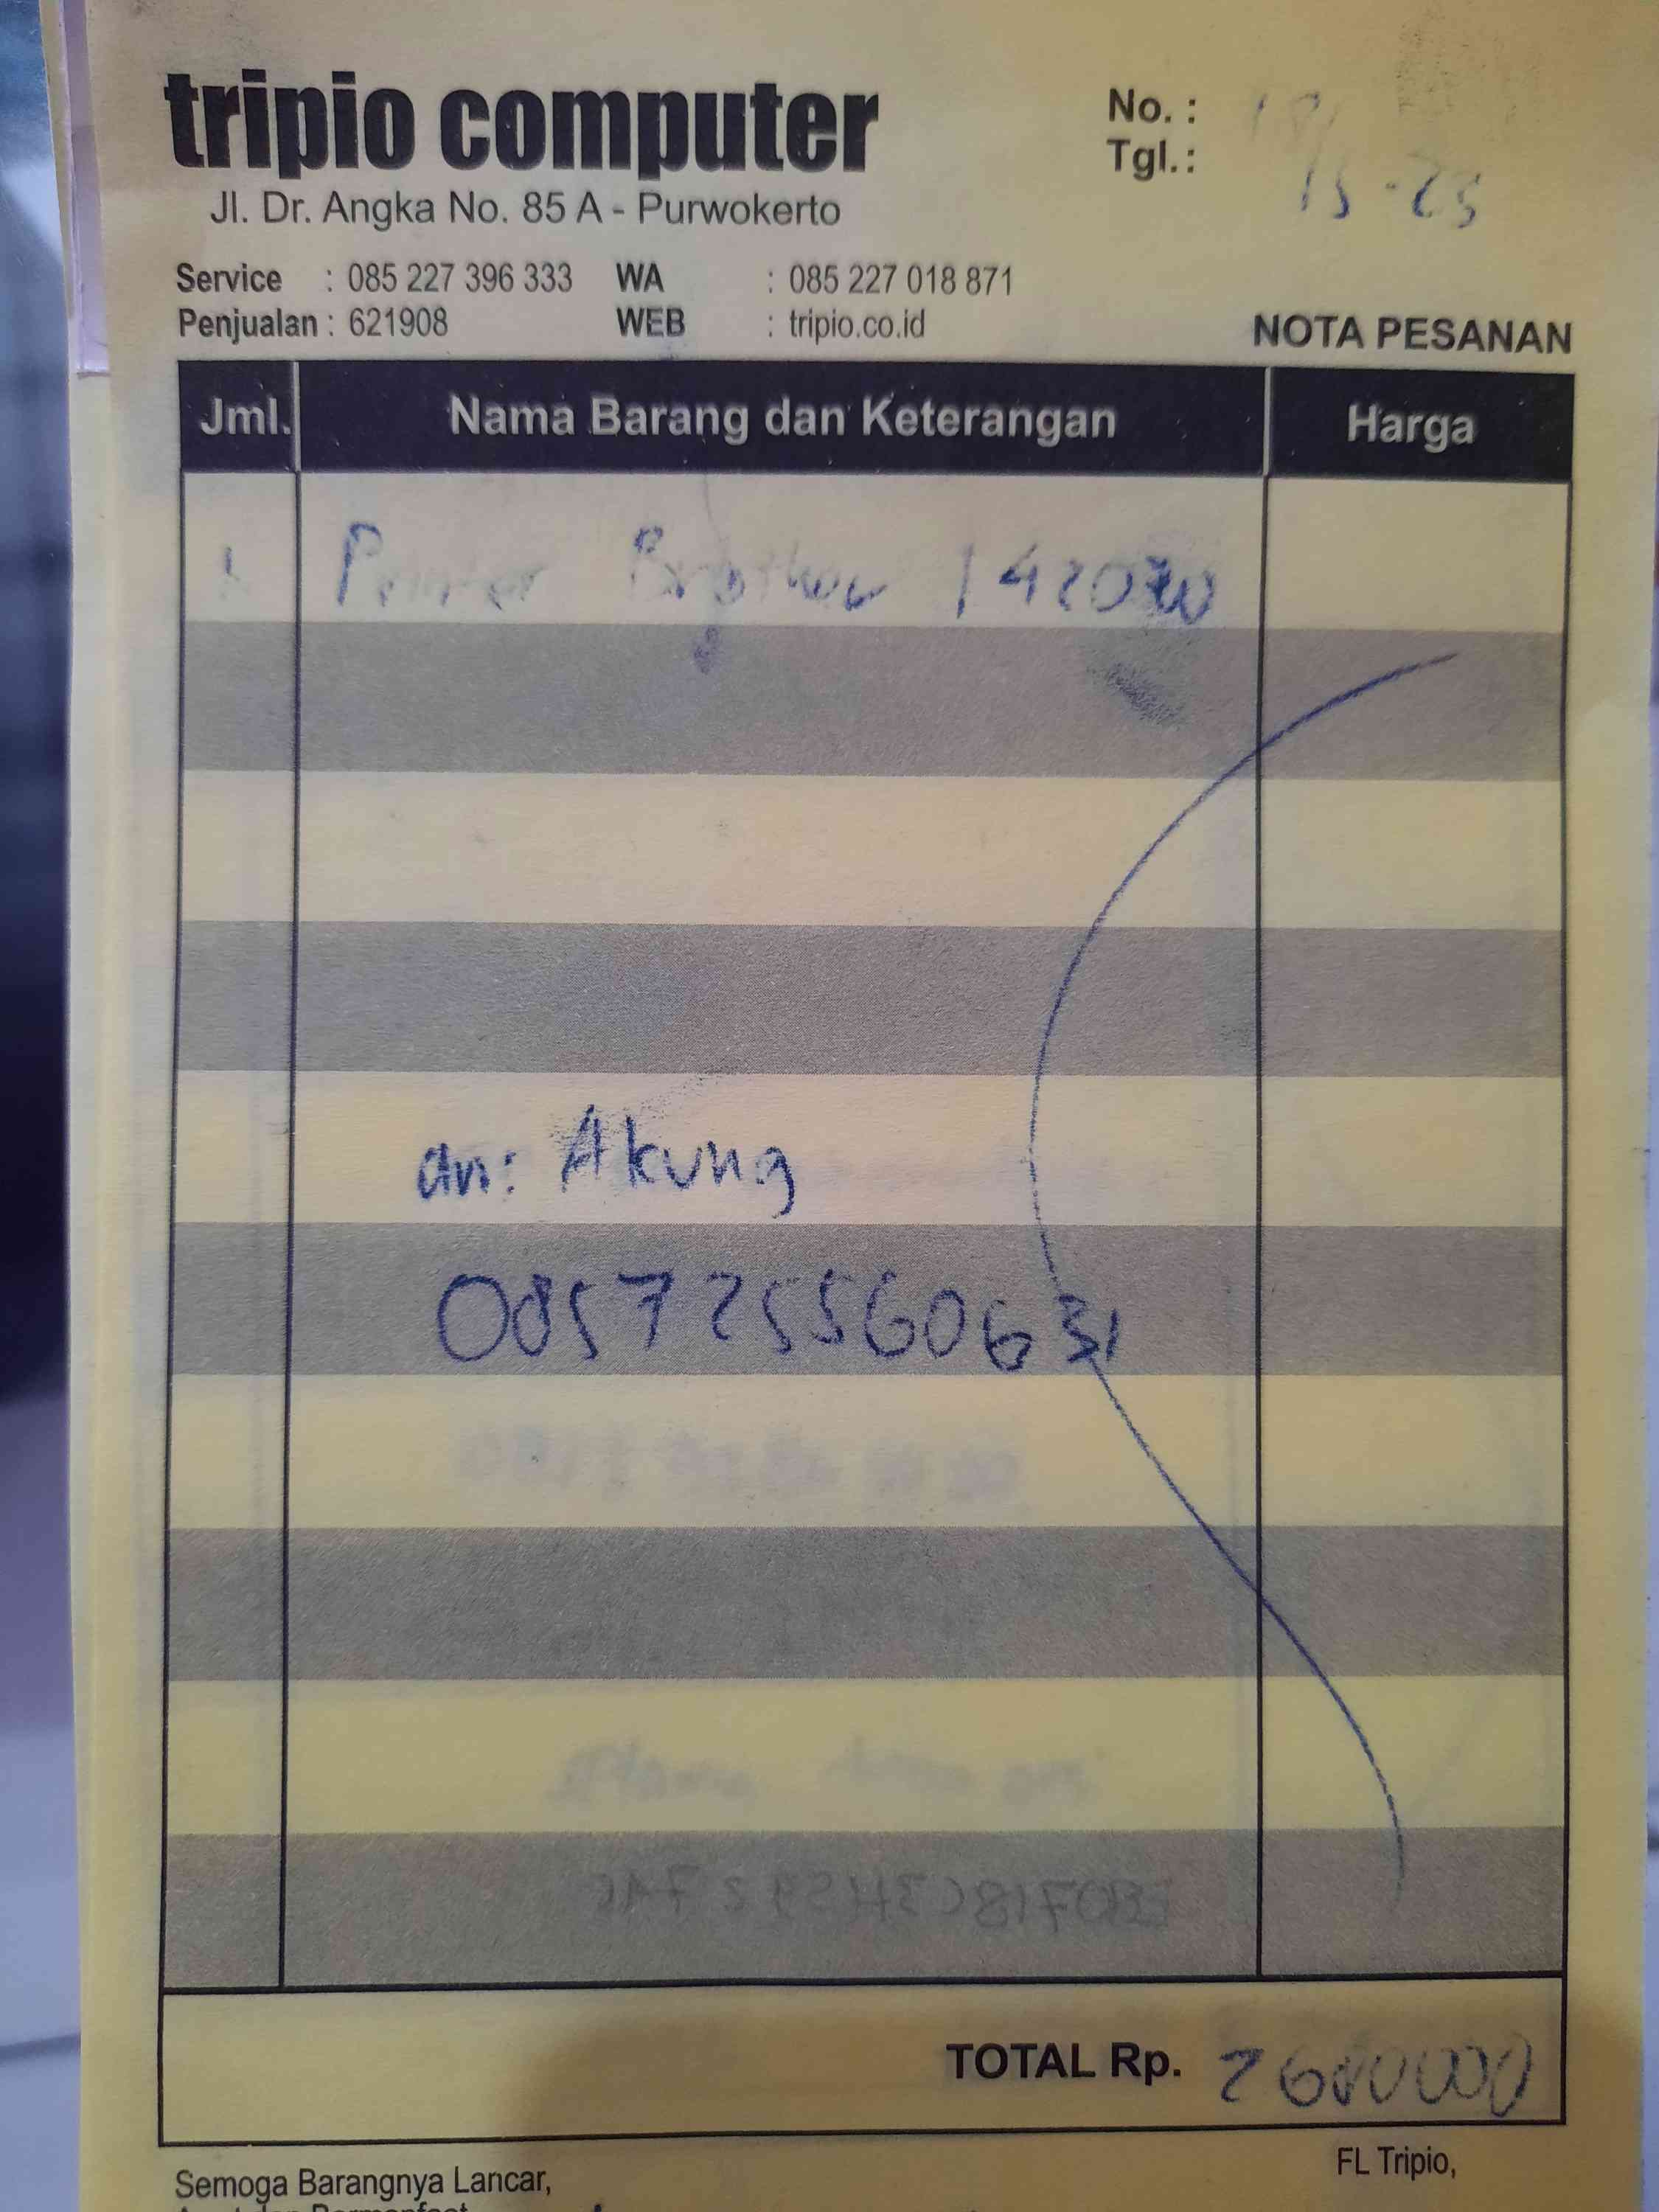 tripio computer
Jl. Dr. Angka No. 85 A - Purwokerto
No. :
Tgl. : 15-25
Service : 085 227 396 333 WA : 085 227 018 871
Penjualan : 621908 WEB : tripio.co.id
NOTA PESANAN
Jml. Nama Barang dan Keterangan Harga
1 Printer Brother
an: Akung
085725560631
TOTAL Rp.
FL Tripio,
Semoga Barangnya Lancar,